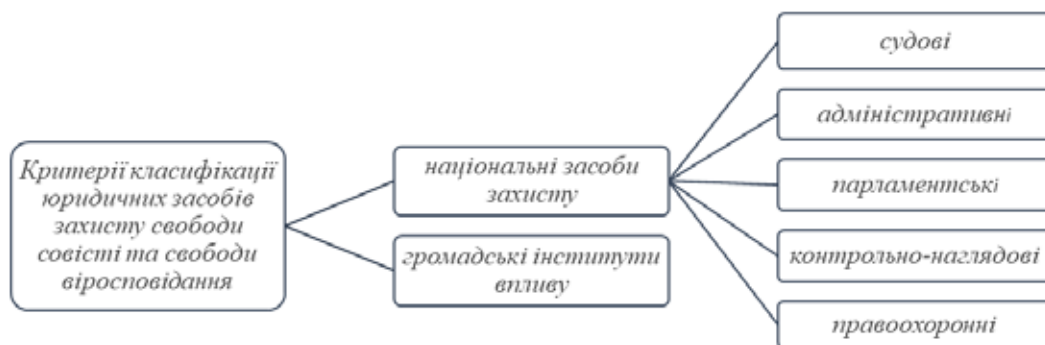 Критерії класифікації
юридичних засобів
захисту свободи
совісті та свободи
віросповідання
національні засоби
захисту
громадські інститути
впливу
судові
адміністративні
парламентські
контрольно-наглядові
правоохоронні